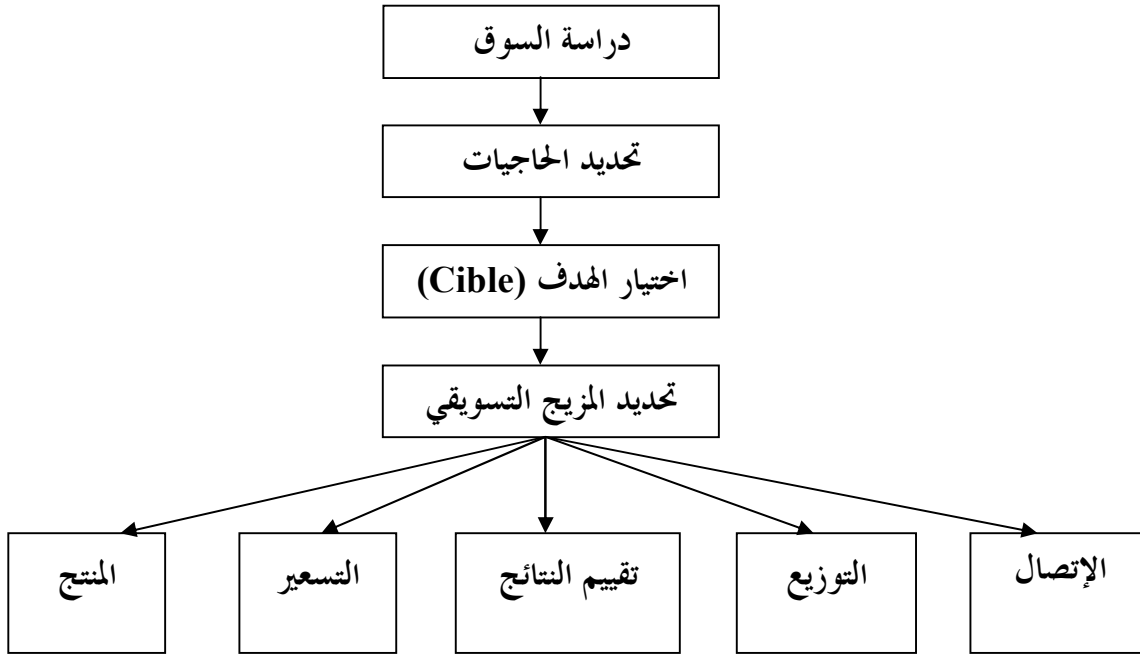 دراسة السوق
تحديد الحاجيات
اختيار الهدف (Cible)
تحديد المزيج التسويقي
الإتصال
التوزيع
تقييم النتائج
التسعير
المنتج